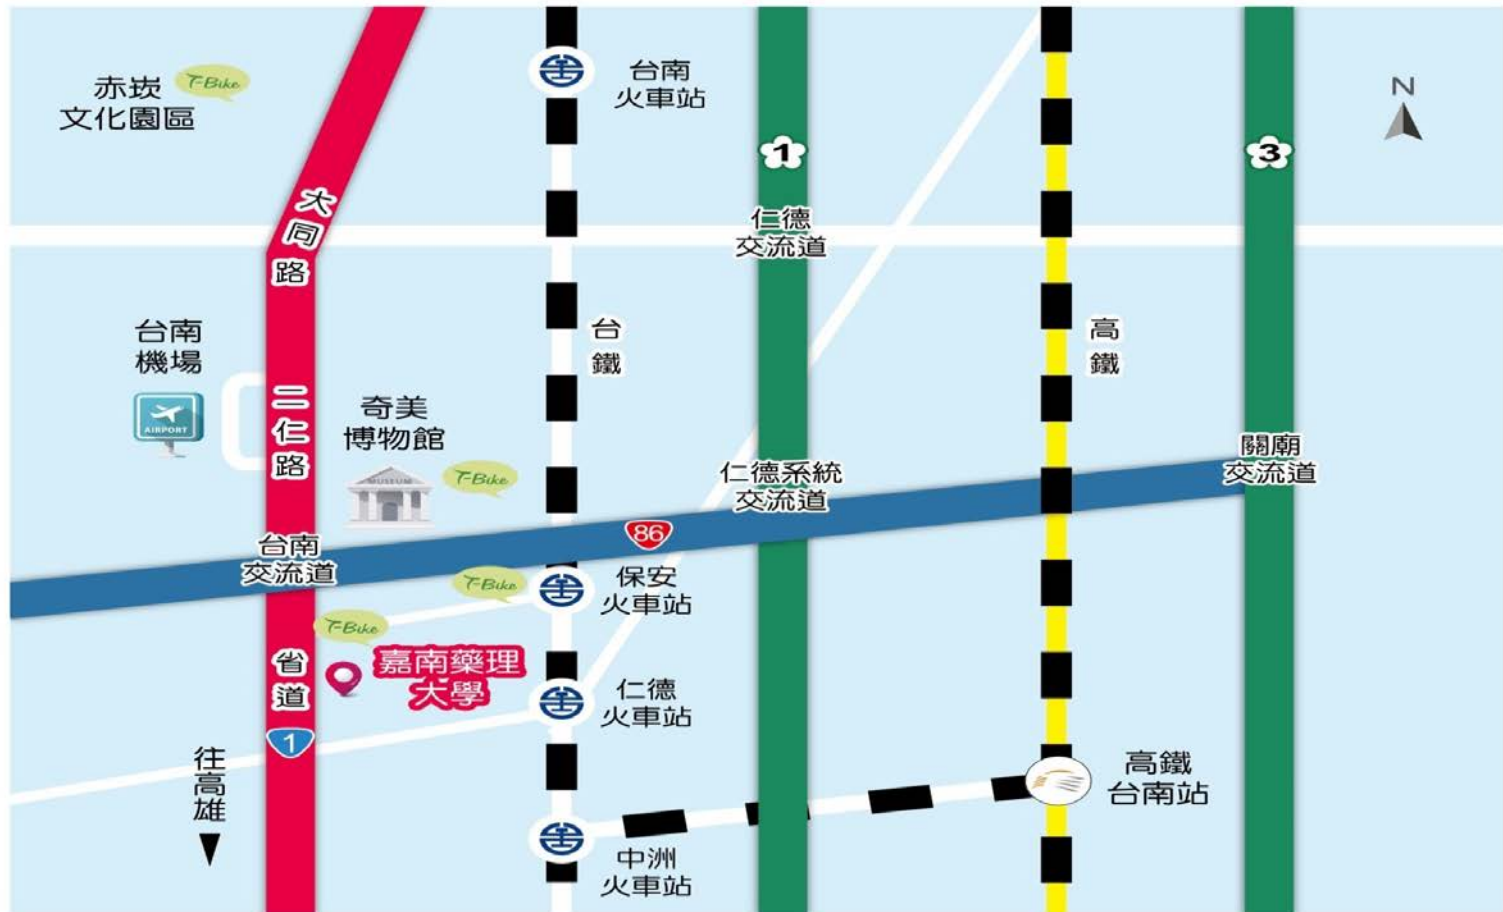 赤崁
文化園區
T-Bike
台南
火車站
N
1
3
大同路
仁德
交流道
台南
機場
AIRPORT
二仁路
奇美
博物館
MUSEUM
T-Bike
台鐵
高鐵
仁德系統
交流道
關廟
交流道
86
台南
交流道
T-Bike
保安
火車站
T-Bike
嘉南藥理
大學
省道
1
仁德
火車站
往高雄
高鐵
台南站
中洲
火車站